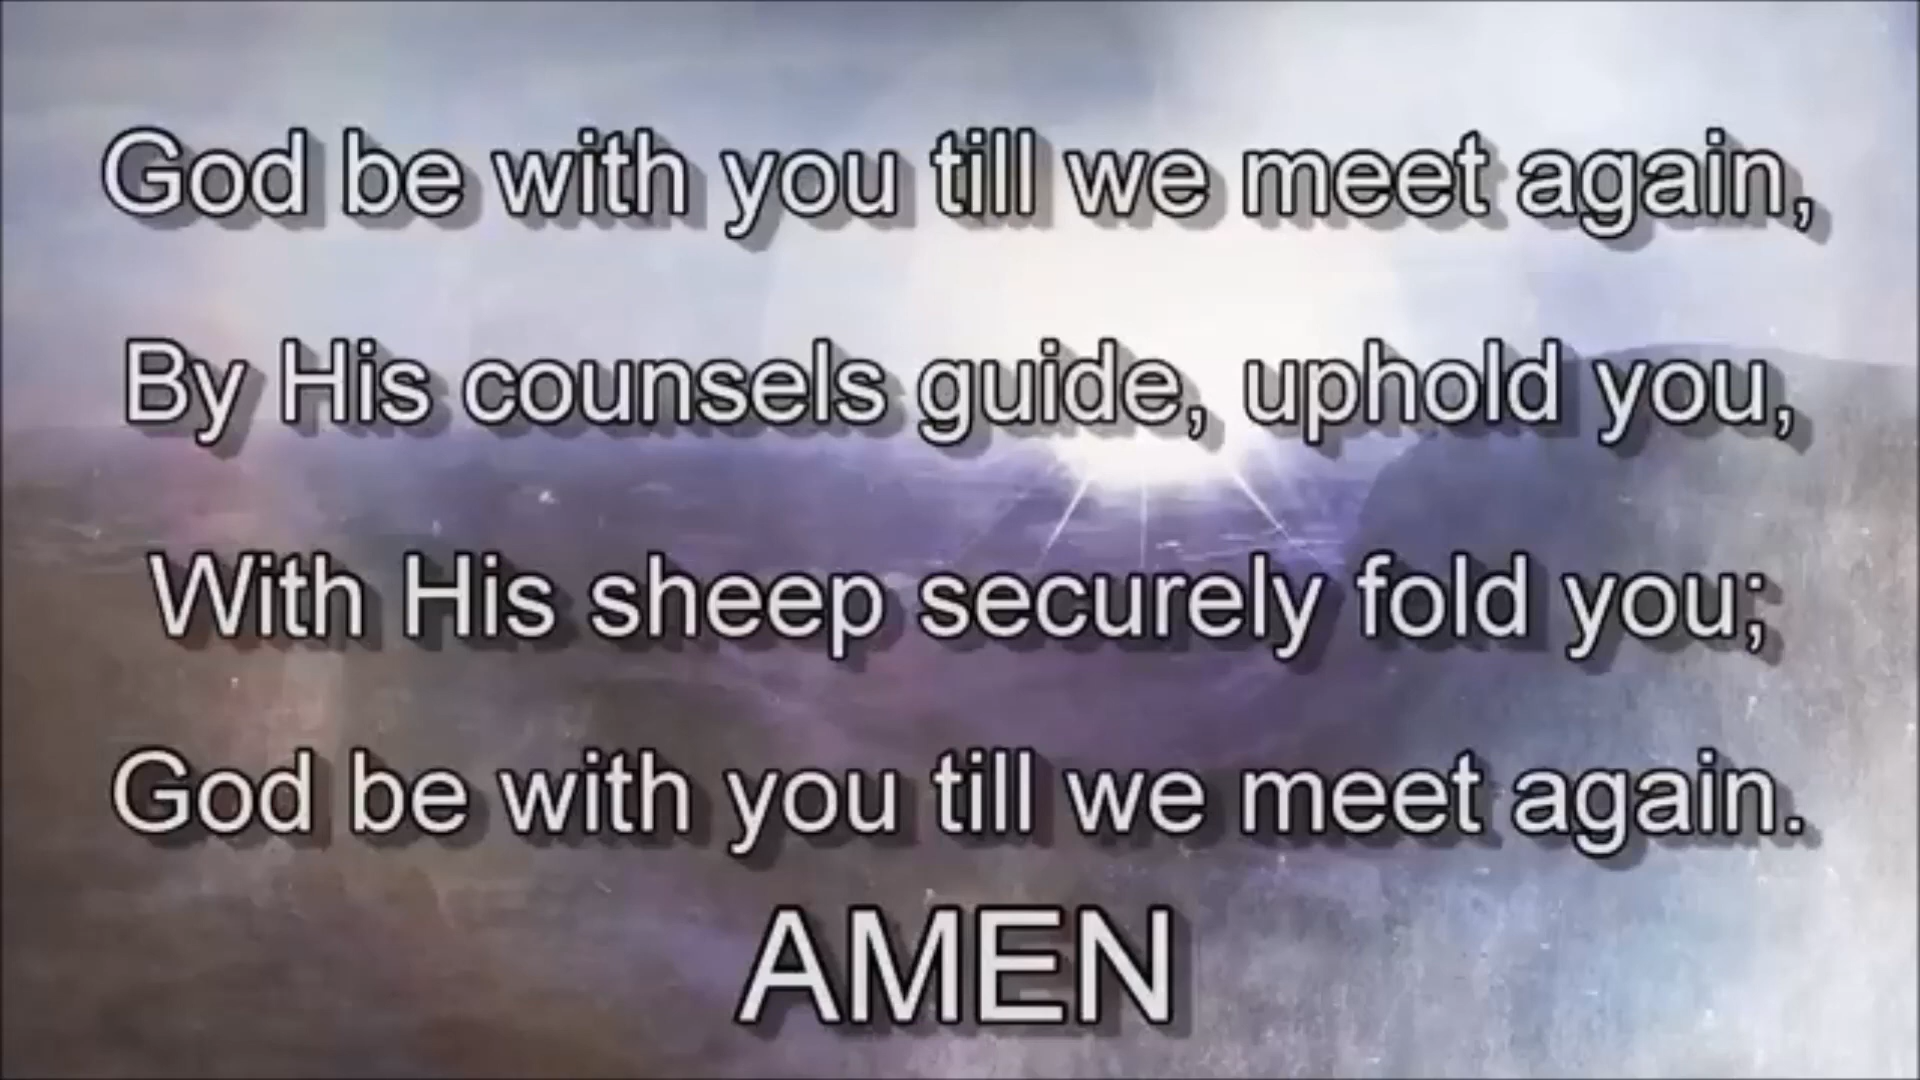 God be with you till we meet again,
By His counsels guide, uphold you,
With His sheep securely fold you;
God be with you till we meet again.
AMEN